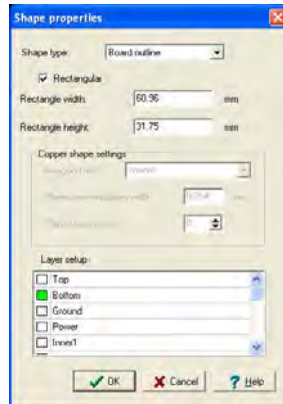 Shape properties
Shape type: Board outline
Rectangular
Rectangle width: 60.96 mm
Rectangle height: 31.75 mm
Copper shape settings
Layer setup
Top
Bottom
Ground
Power
Inner1
OK Cancel ? Help